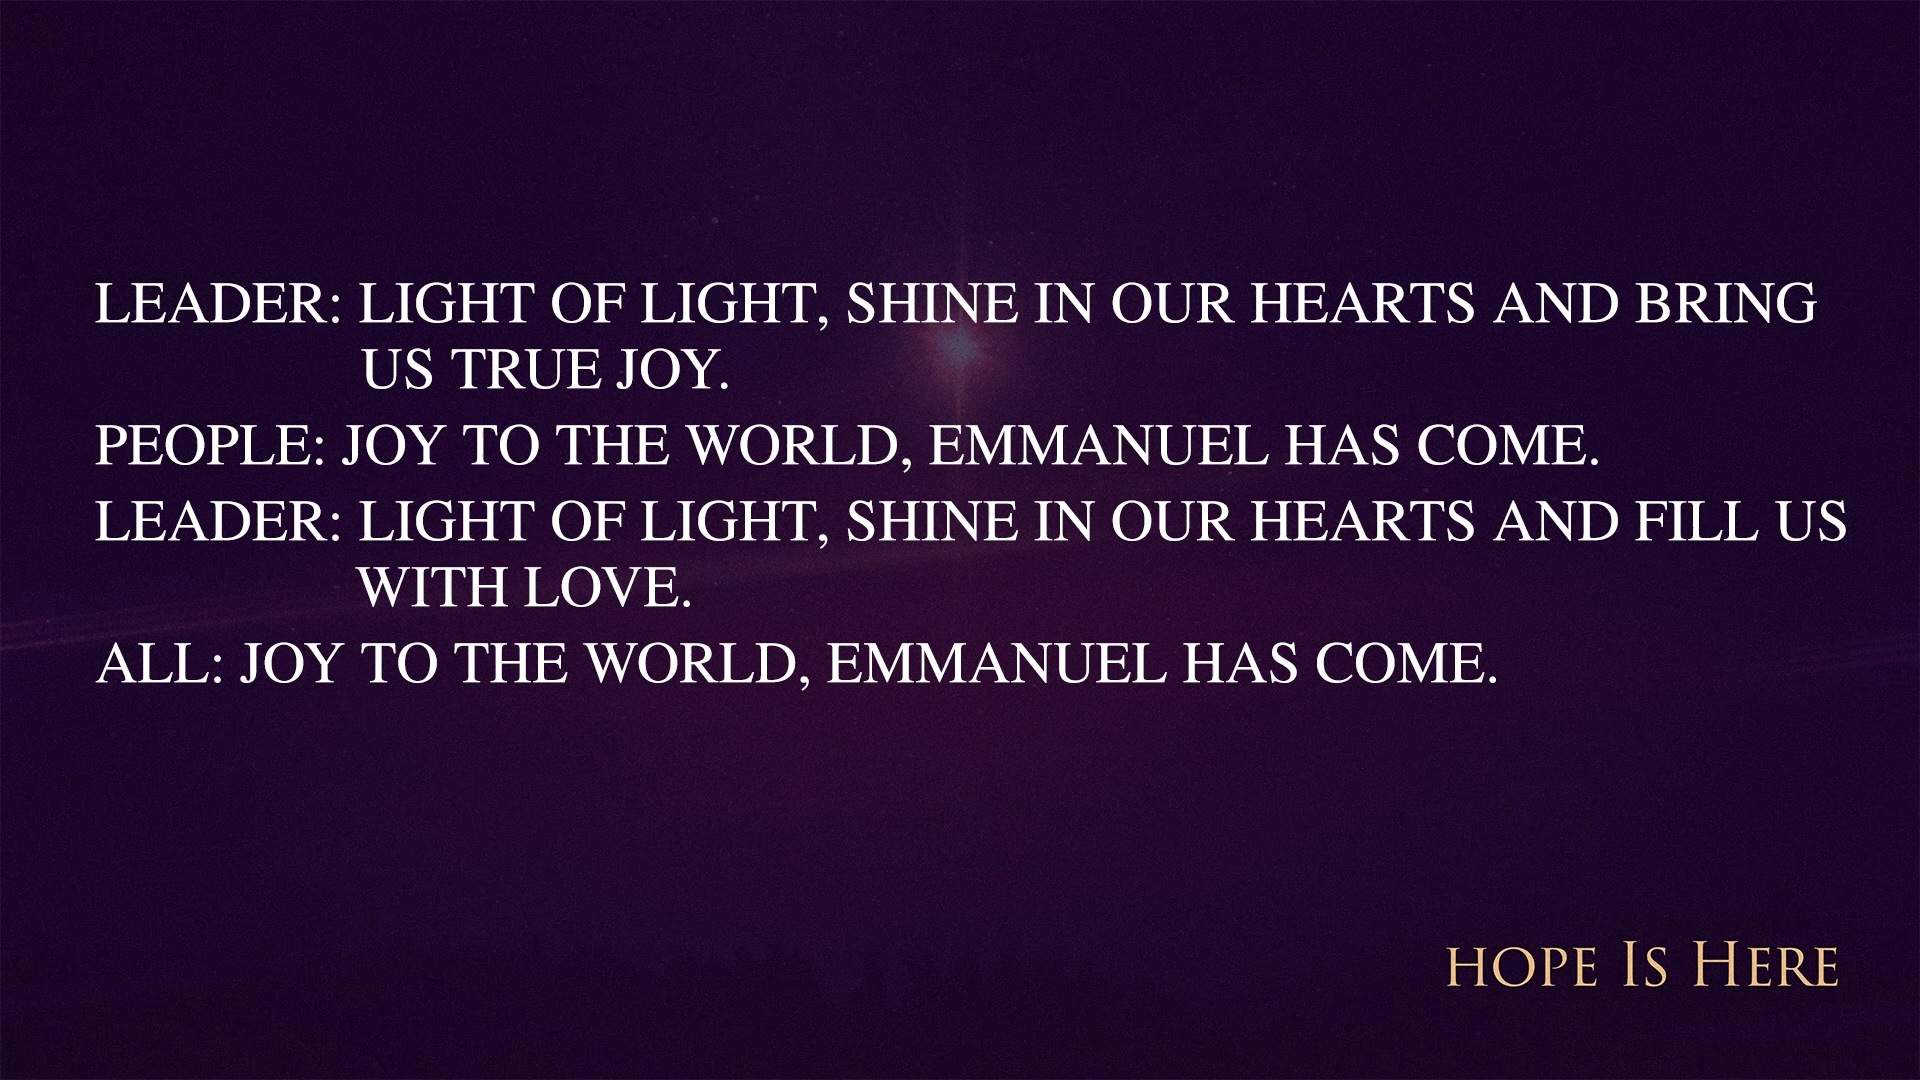 LEADER: LIGHT OF LIGHT, SHINE IN OUR HEARTS AND BRING
US TRUE JOY.
PEOPLE: JOY TO THE WORLD, EMMANUEL HAS COME.
LEADER: LIGHT OF LIGHT, SHINE IN OUR HEARTS AND FILL US
WITH LOVE.
ALL: JOY TO THE WORLD, EMMANUEL HAS COME.
HOPE IS HERE